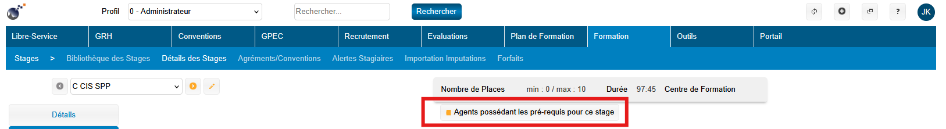 Profil 0 - Administrateur Rechercher... Rechercher ? JK
Libre-Service GRH Conventions GPEC Recrutement Evaluations Plan de Formation Formation Outils Portail
Stages > Bibliothèque des Stages Détails des Stages Agréments/Conventions Alertes Stagiaires Importation Imputations Forfaits
C CIS SPP Nombre de Places min : 0 / max : 10 Durée 97.45 Centre de Formation
Agents possédant les pré-requis pour ce stage
Détails